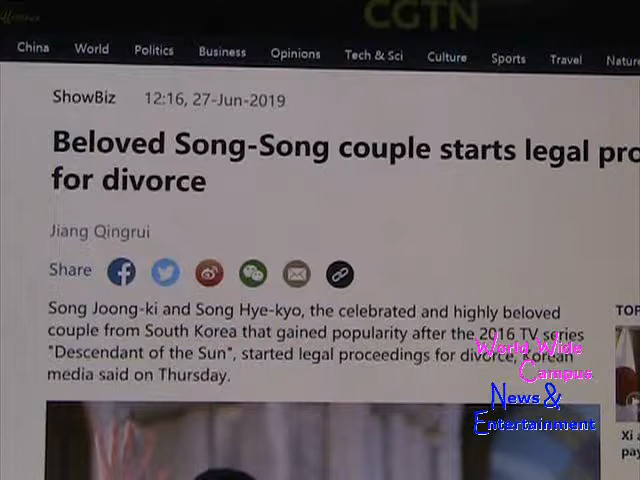 CGTN
China World Politics Business Opinions Tech & Sci Culture Sports Travel Nature
ShowBiz 12:16, 27-Jun-2019
Beloved Song-Song couple starts legal pro
for divorce
Jiang Qingrui
Share
Song Joong-ki and Song Hye-kyo, the celebrated and highly beloved
couple from South Korea that gained popularity after the 2016 TV series
"Descendant of the Sun", started legal proceedings for divorce, Korean
media said on Thursday.
TOP
Xi a
pay
World Wide
Campus
News &
Entertainment